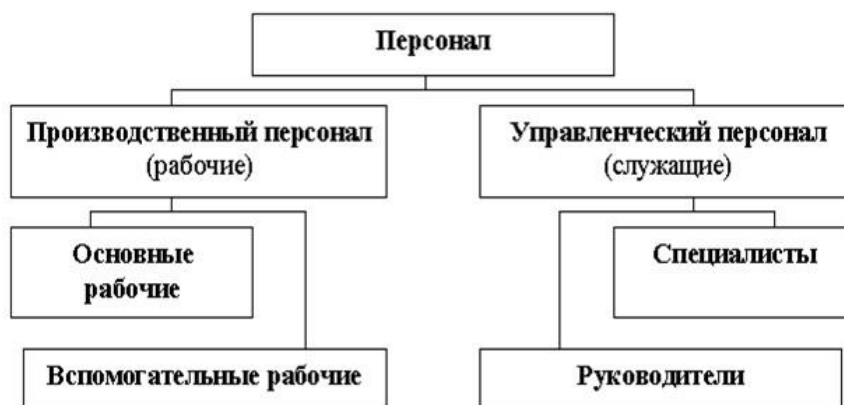 Персонал
Производственный персонал
(рабочие)
Управленческий персонал
(служащие)
Основные
рабочие
Специалисты
Вспомогательные рабочие
Руководители